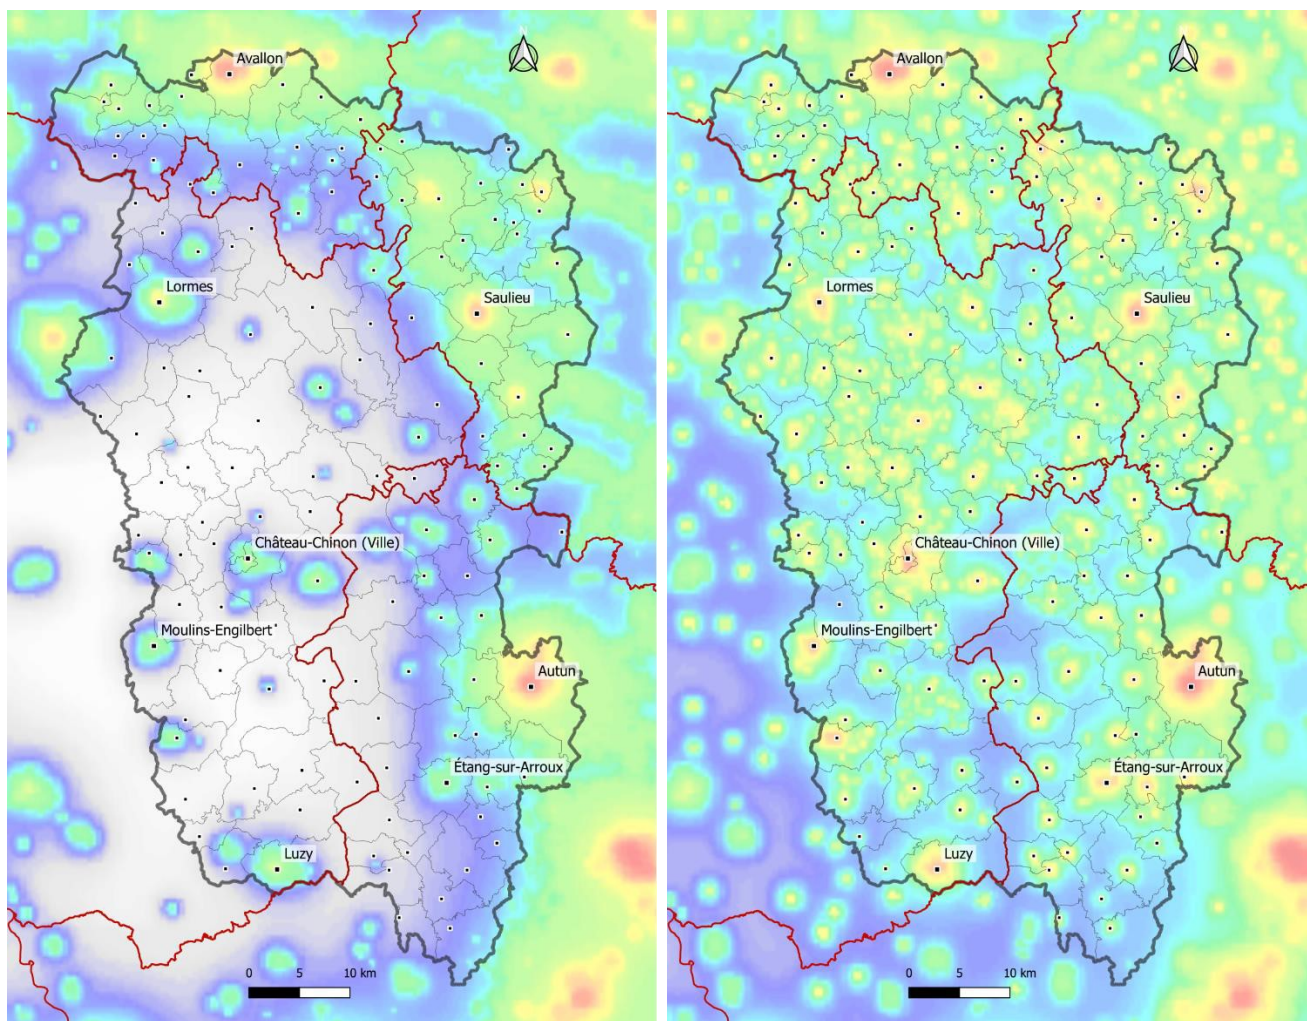 Avallon
Lormes
Saulieu
Château-Chinon (Ville)
Moulins-Engilbert
Autun
Étang-sur-Arroux
Luzy
0 5 10 km
Avallon
Lormes
Saulieu
Château-Chinon (Ville)
Moulins-Engilbert
Autun
Étang-sur-Arroux
Luzy
0 5 10 km